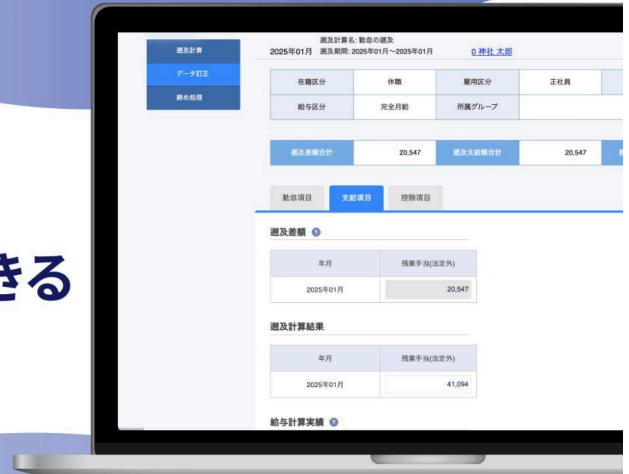 きる
遡及計算
データ訂正
締め処理
遡及計算名: 勤怠の遡及
2025年01月 遡及期間: 2025年01月～2025年01月 0 神社 太郎
在籍区分 休職 雇用区分 正社員
給与区分 完全月給 所属グループ
遡及差額合計 20,547 遡及支給額合計 20,547
勤怠項目 支給項目 控除項目
遡及差額
年月 残業手当(法定外)
2025年01月 20,547
遡及計算結果
年月 残業手当(法定外)
2025年01月 41,094
給与計算実績